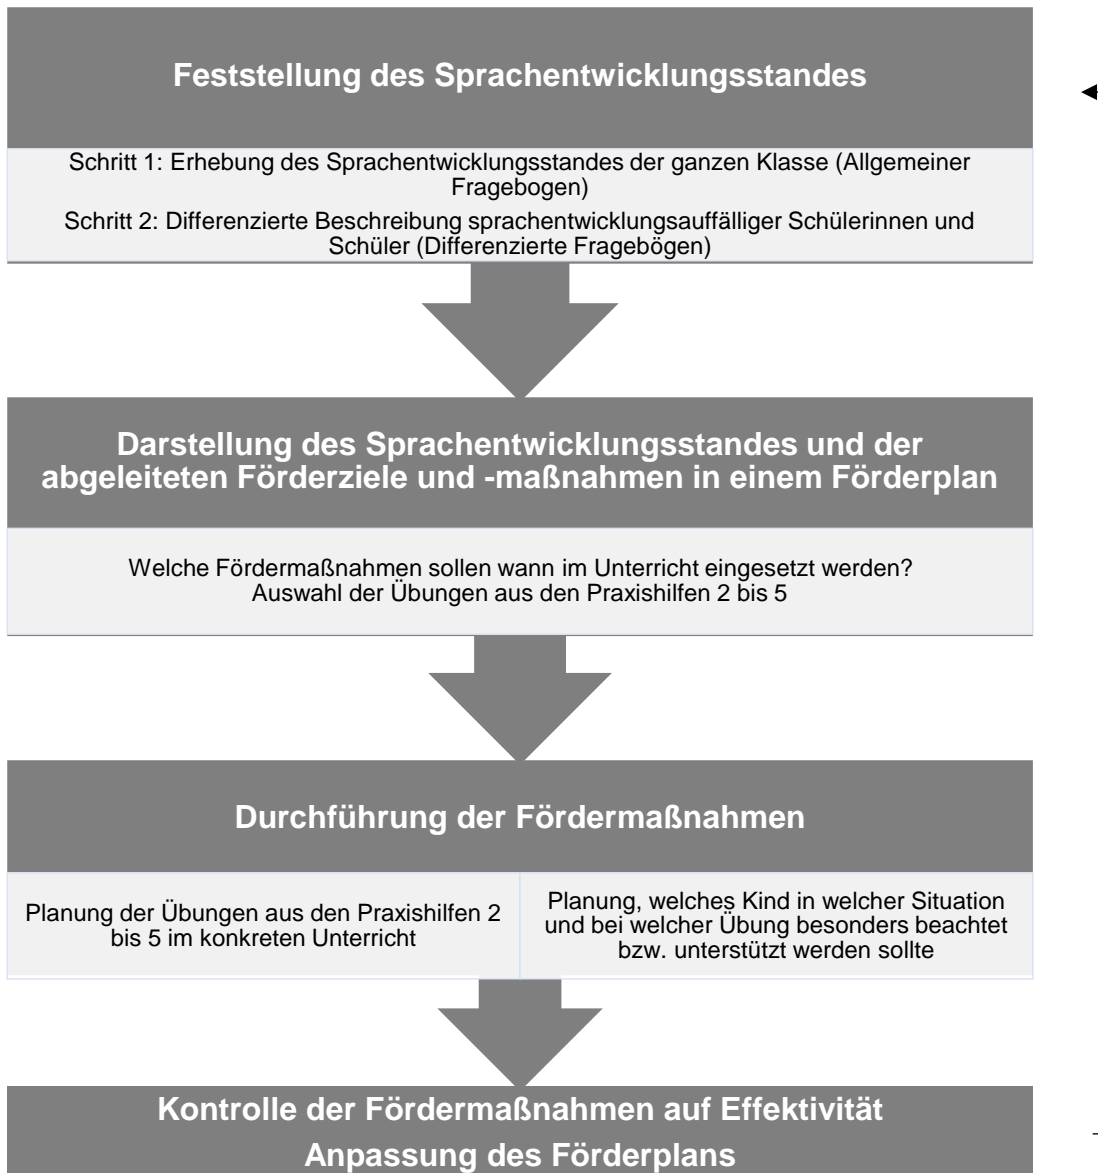 Feststellung des Sprachentwicklungsstandes
Schritt 1: Erhebung des Sprachentwicklungsstandes der ganzen Klasse (Allgemeiner
Fragebogen)
Schritt 2: Differenzierte Beschreibung sprachentwicklungsauffälliger Schülerinnen und
Schüler (Differenzierte Fragebögen)
Darstellung des Sprachentwicklungsstandes und der
abgeleiteten Förderziele und -maßnahmen in einem Förderplan
Welche Fördermaßnahmen sollen wann im Unterricht eingesetzt werden?
Auswahl der Übungen aus den Praxishilfen 2 bis 5
Durchführung der Fördermaßnahmen
Planung der Übungen aus den Praxishilfen 2
bis 5 im konkreten Unterricht
Planung, welches Kind in welcher Situation
und bei welcher Übung besonders beachtet
bzw. unterstützt werden sollte
Kontrolle der Fördermaßnahmen auf Effektivität
Anpassung des Förderplans